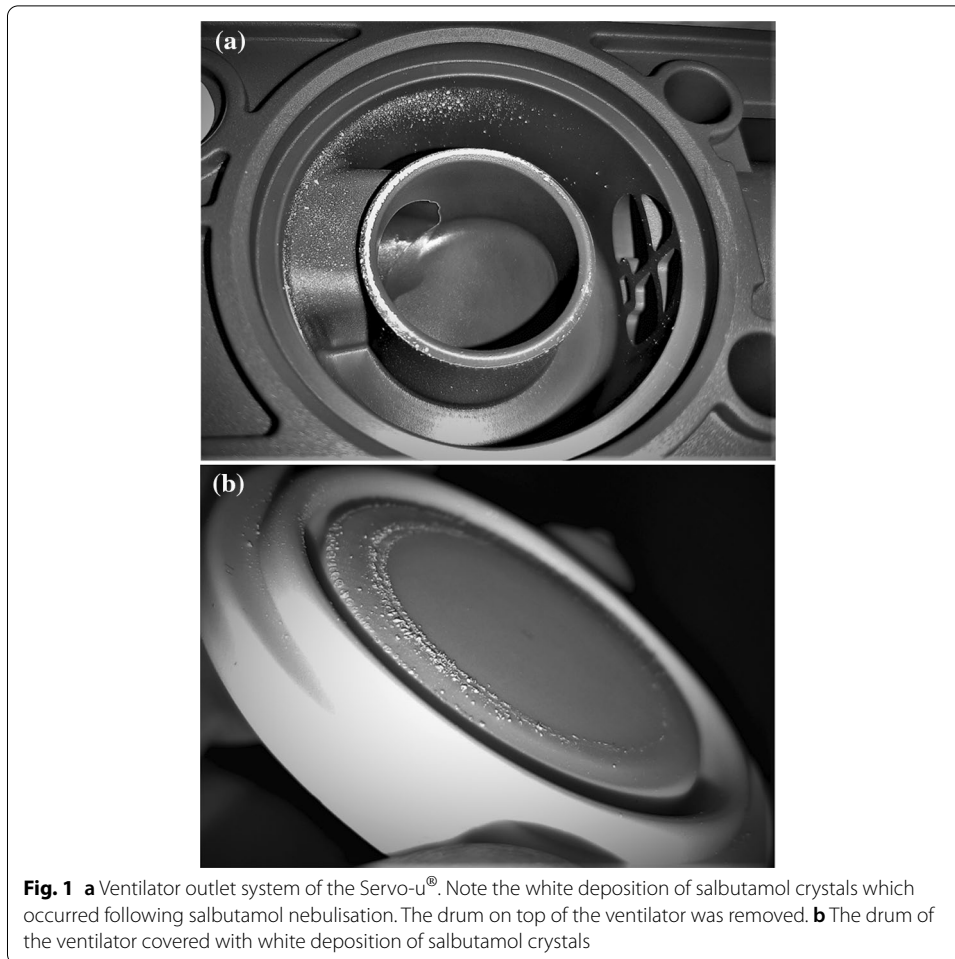 (a)
(b)
Fig. 1 a Ventilator outlet system of the Servo-u®. Note the white deposition of salbutamol crystals which
occurred following salbutamol nebulisation. The drum on top of the ventilator was removed. b The drum of
the ventilator covered with white deposition of salbutamol crystals